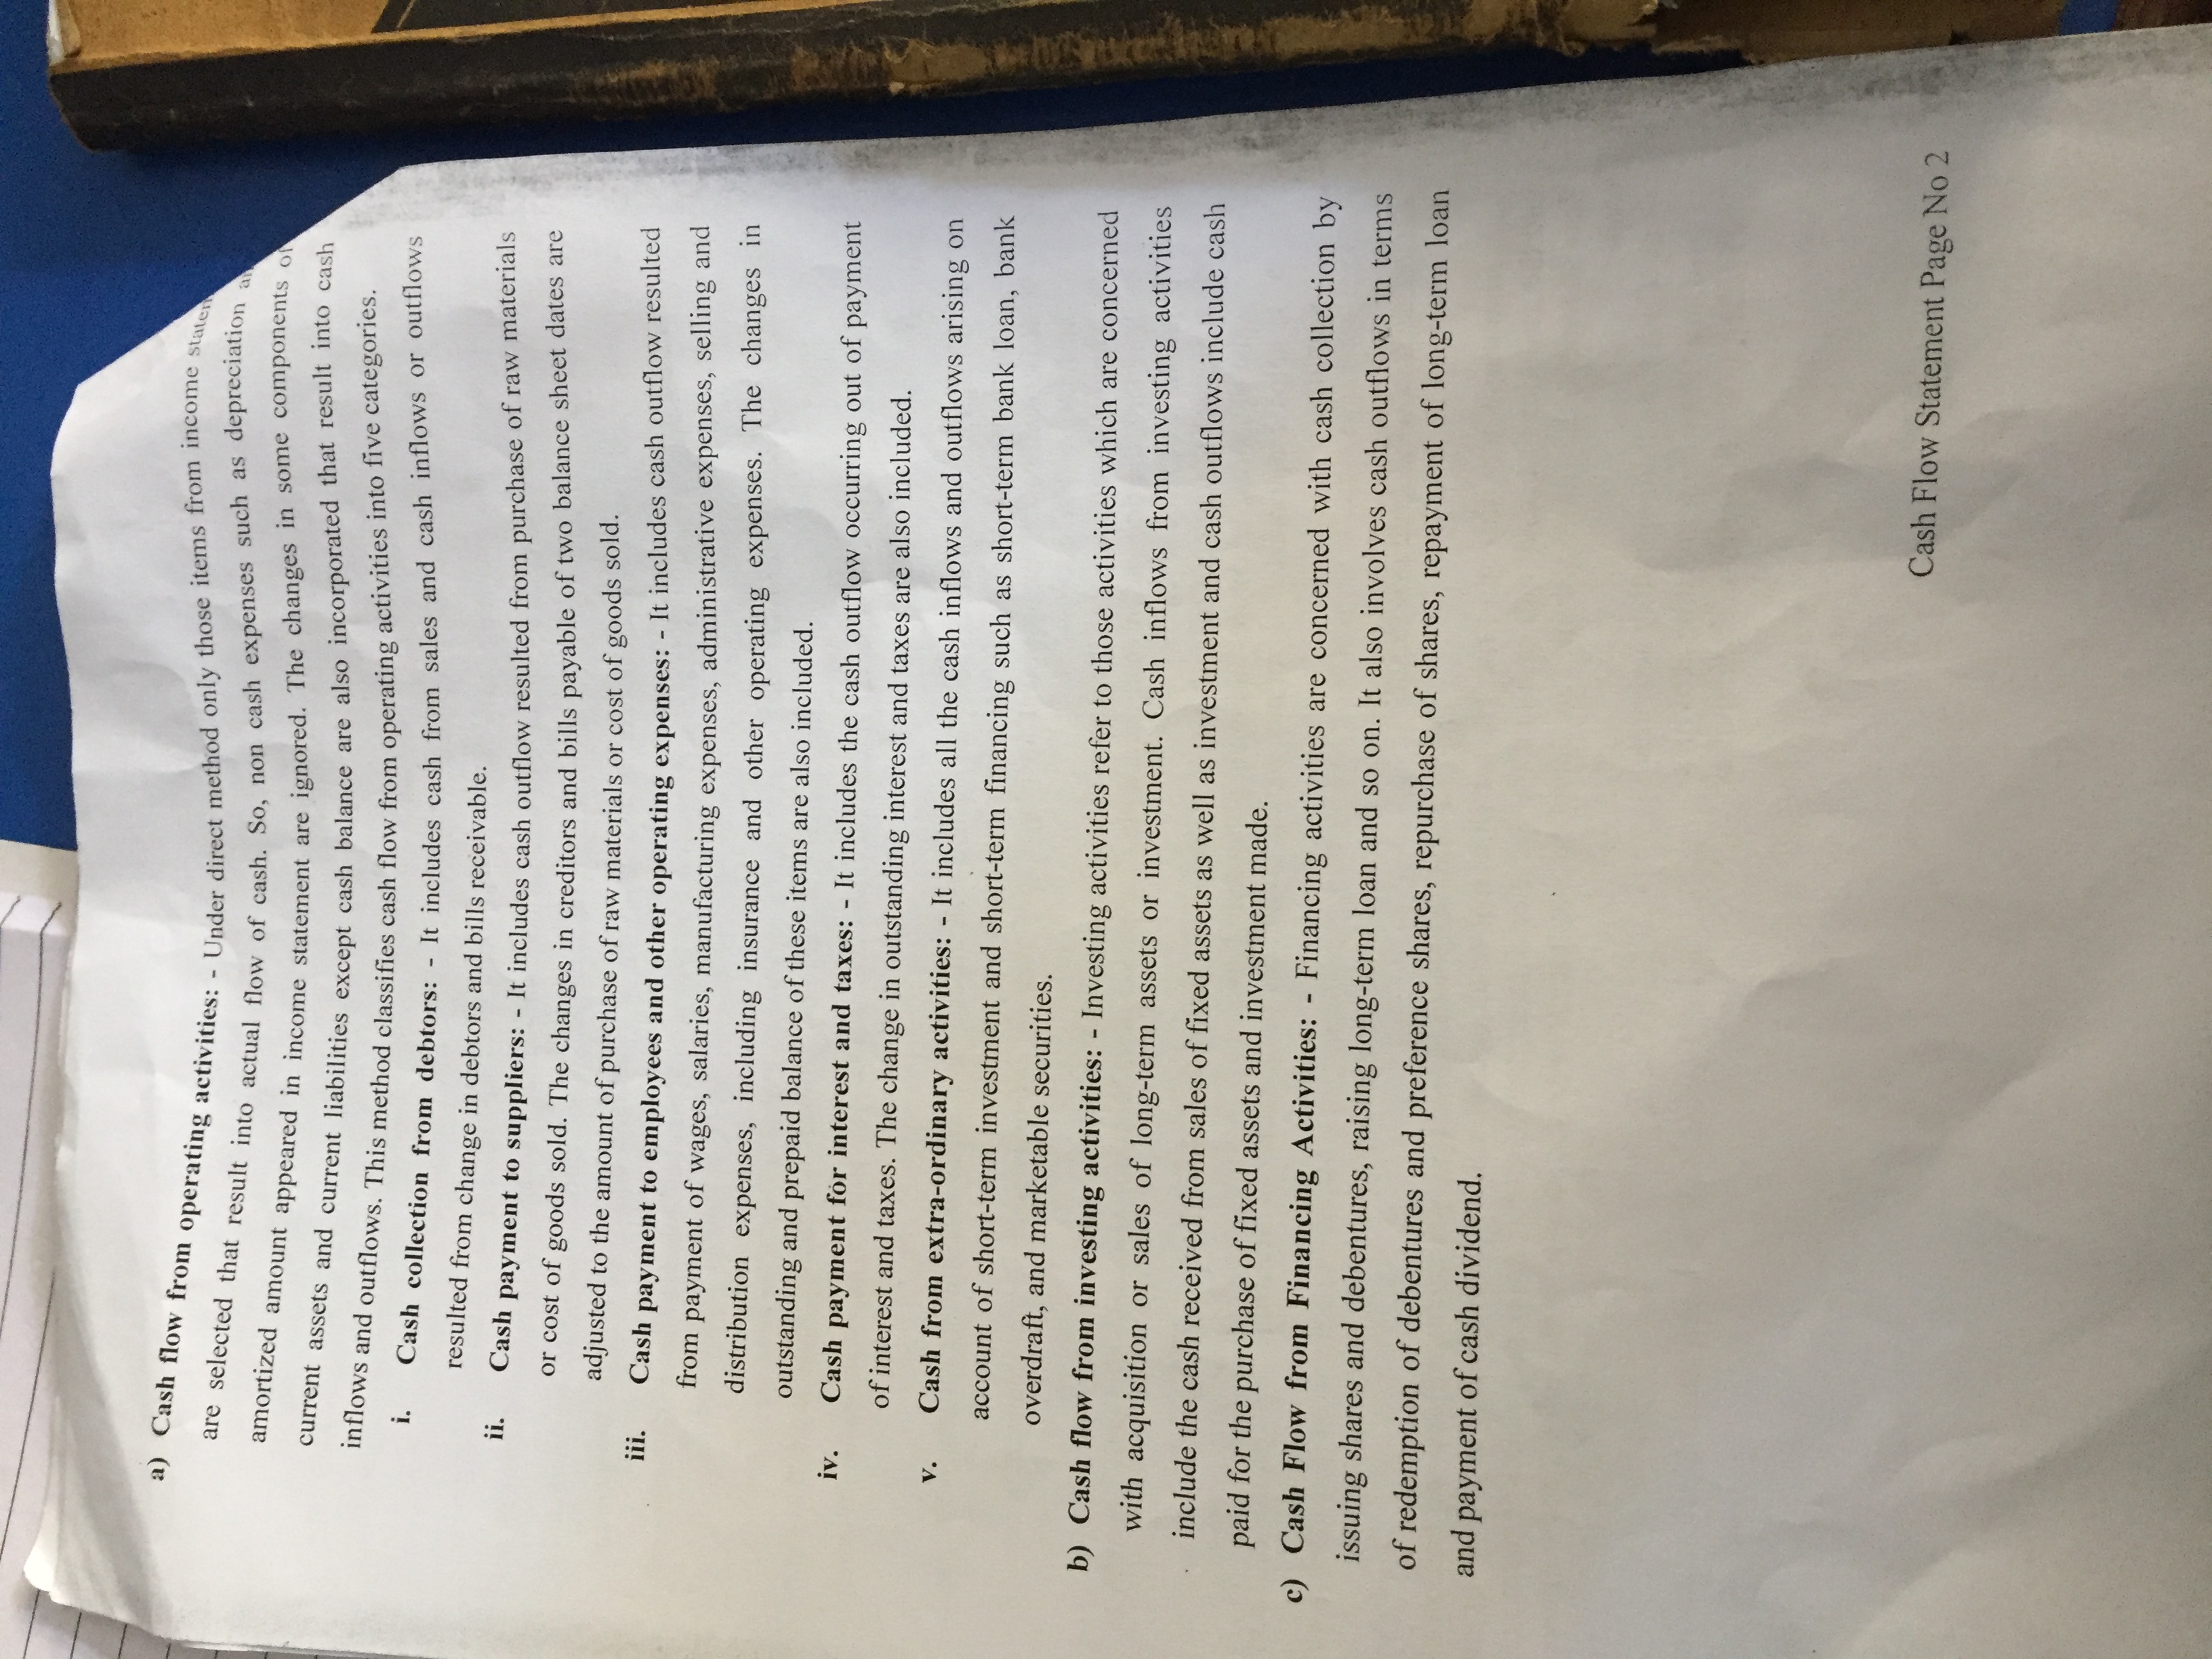 a) Cash flow from operating activities: - Under direct method only those items from income
are selected that result into actual flow of cash. So, non cash expenses such as depreciation
amortized amount appeared in income statement are ignored. The changes in some components of
current assets and current liabilities except cash balance are also incorporated that result into cash
inflows and outflows. This method classifies cash flow from operating activities into five categories.
i. Cash collection from debtors: - It includes cash from sales and cash inflows or outflows
resulted from change in debtors and bills receivable.
ii. Cash payment to suppliers: - It includes cash outflow resulted from purchase of raw materials
or cost of goods sold. The changes in creditors and bills payable of two balance sheet dates are
adjusted to the amount of purchase of raw materials or cost of goods sold.
iii. Cash payment to employees and other operating expenses: - It includes cash outflow resulted
from payment of wages, salaries, manufacturing expenses, administrative expenses, selling and
distribution expenses, including insurance and other operating expenses. The changes in
outstanding and prepaid balance of these items are also included.
iv. Cash payment for interest and taxes: - It includes the cash outflow occurring out of payment
of interest and taxes. The change in outstanding interest and taxes are also included.
v. Cash from extra-ordinary activities: - It includes all the cash inflows and outflows arising on
account of short-term investment and short-term financing such as short-term bank loan, bank
overdraft, and marketable securities.
b) Cash flow from investing activities: - Investing activities refer to those activities which are concerned
with acquisition or sales of long-term assets or investment. Cash inflows from investing activities
include the cash received from sales of fixed assets as well as investment and cash outflows include cash
paid for the purchase of fixed assets and investment made.
c) Cash Flow from Financing Activities: - Financing activities are concerned with cash collection by
issuing shares and debentures, raising long-term loan and so on. It also involves cash outflows in terms
of redemption of debentures and preference shares, repurchase of shares, repayment of long-term loan
and payment of cash dividend.
Cash Flow Statement Page No 2